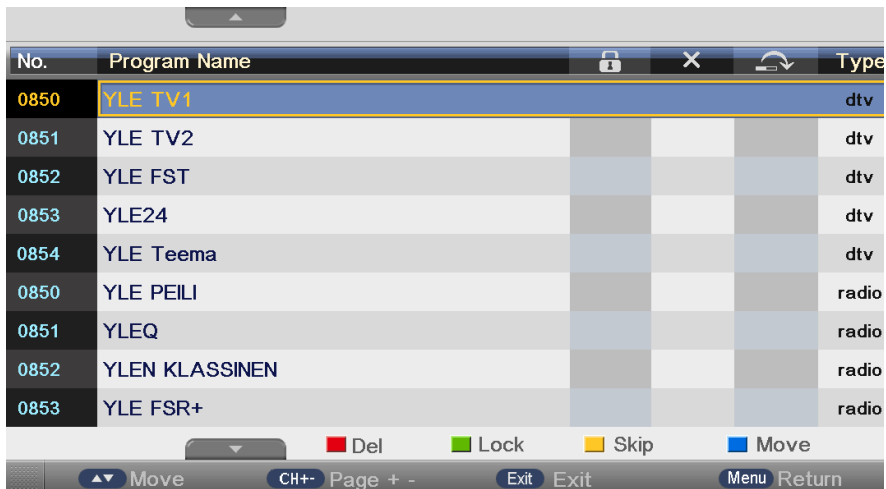 No. Program Name Type
0850 YLE TV1 dtv
0851 YLE TV2 dtv
0852 YLE FST dtv
0853 YLE24 dtv
0854 YLE Teema dtv
0850 YLE PEILI radio
0851 YLEQ radio
0852 YLEN KLASSINEN radio
0853 YLE FSR+ radio
Del Lock Skip Move
Move CH+- Page + - Exit Exit Menu Return